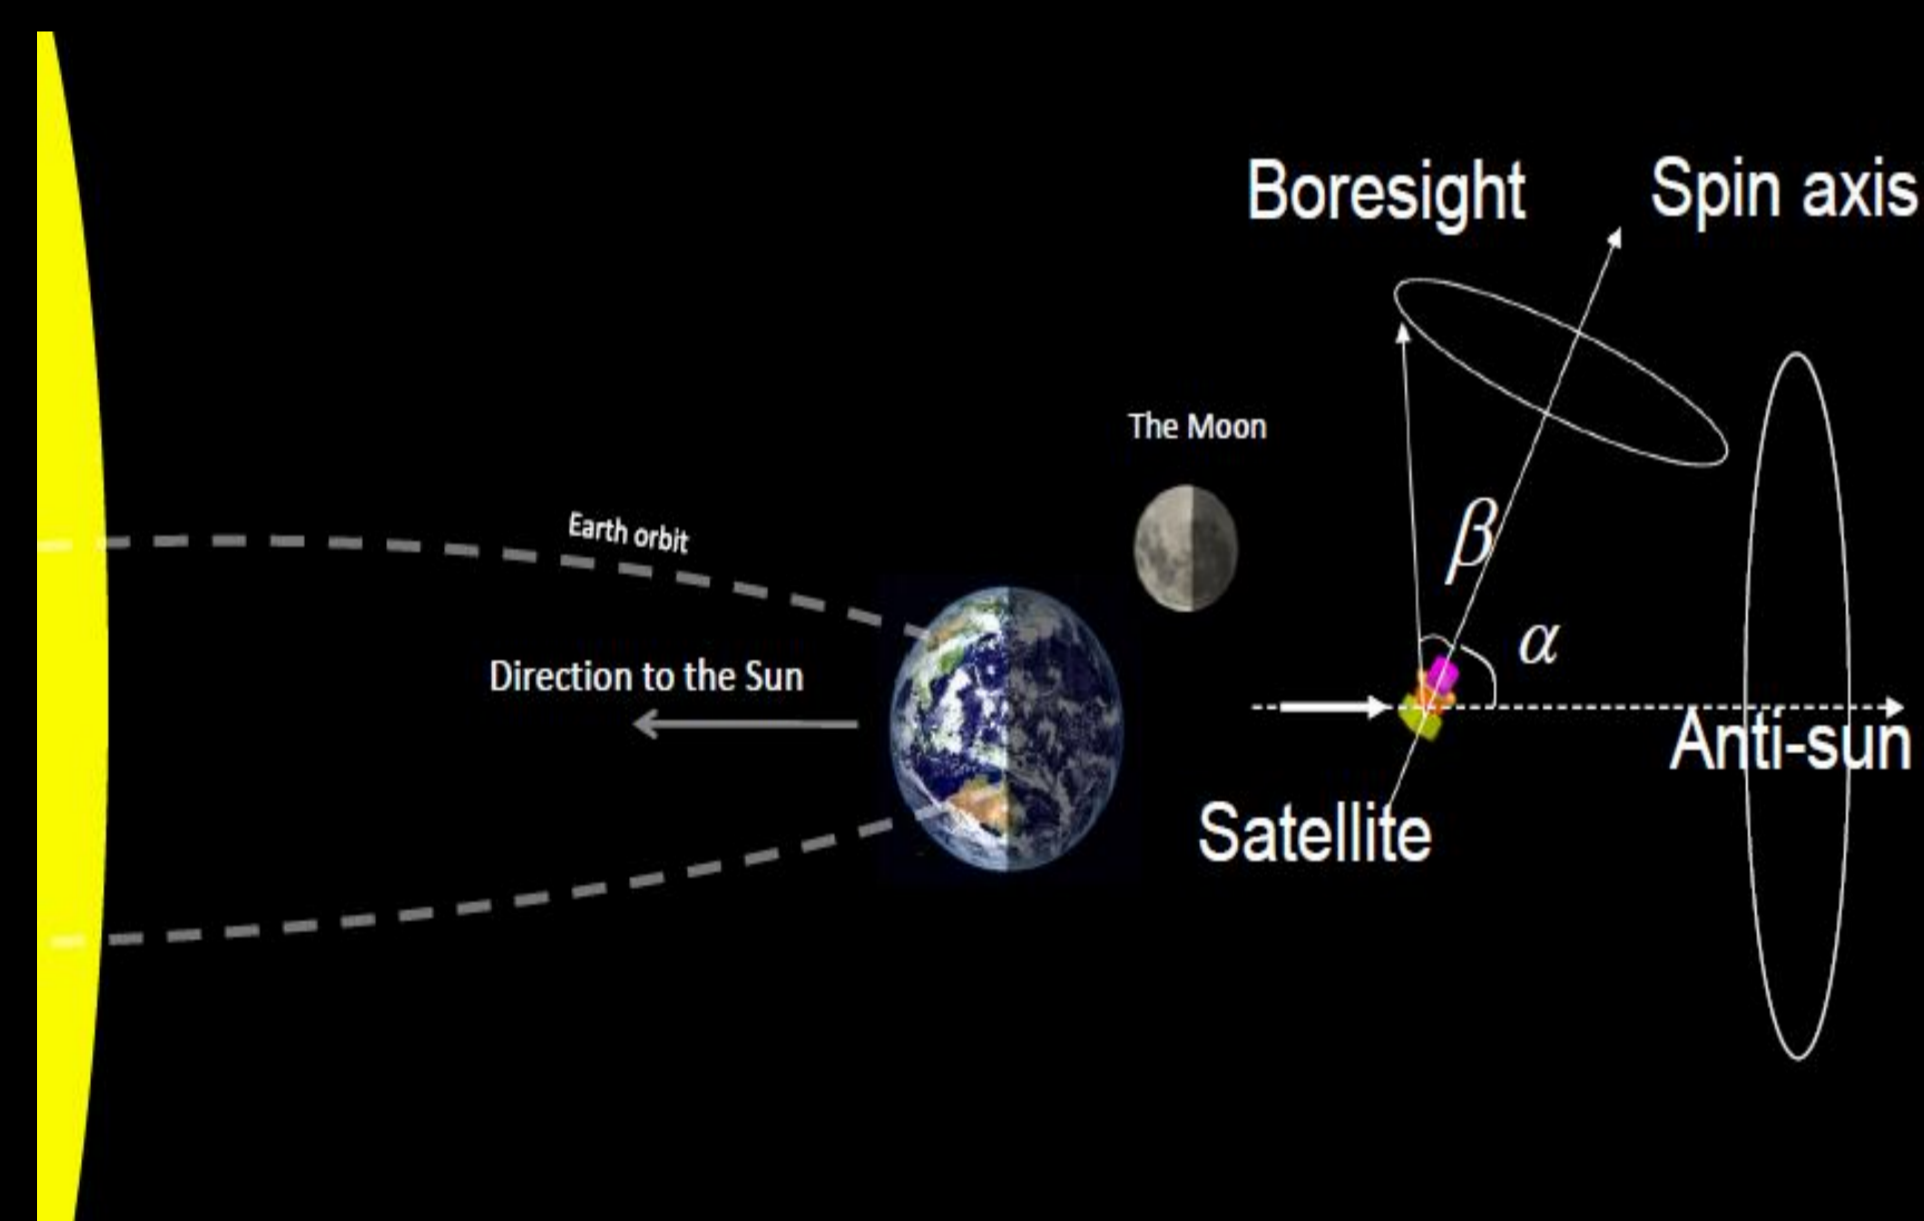 Boresight
Spin axis
The Moon
Earth orbit
β
α
Direction to the Sun
Anti-sun
Satellite